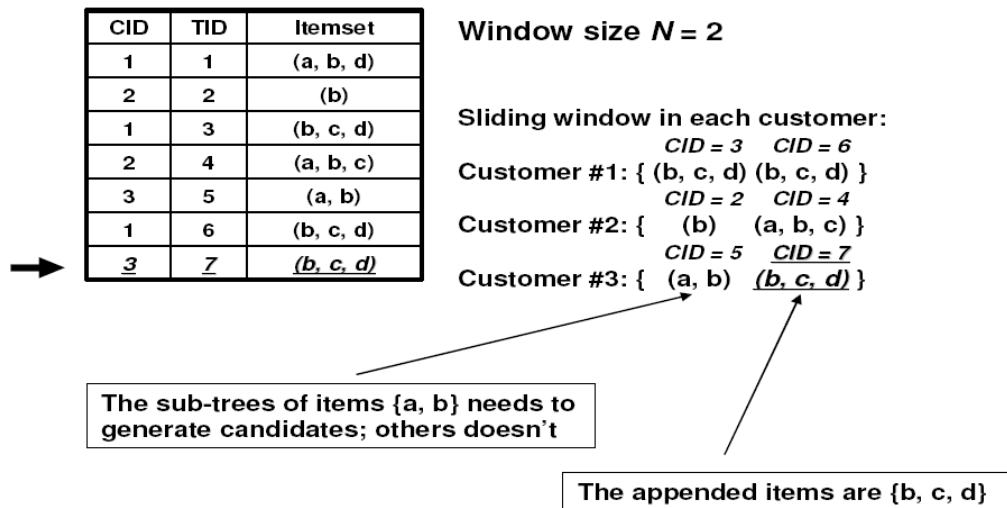 CID TID Itemset
1 1 (a, b, d)
2 2 (b)
1 3 (b, c, d)
2 4 (a, b, c)
3 5 (a, b)
1 6 (b, c, d)
3 7 (b, c, d)
Window size N = 2
Sliding window in each customer:
CID = 3 CID = 6
Customer #1: { (b, c, d) (b, c, d) }
CID = 2 CID = 4
Customer #2: { (b) (a, b, c) }
CID = 5 CID = 7
Customer #3: { (a, b) (b, c, d) }
The sub-trees of items {a, b} needs to
generate candidates; others doesn't
The appended items are {b, c, d}